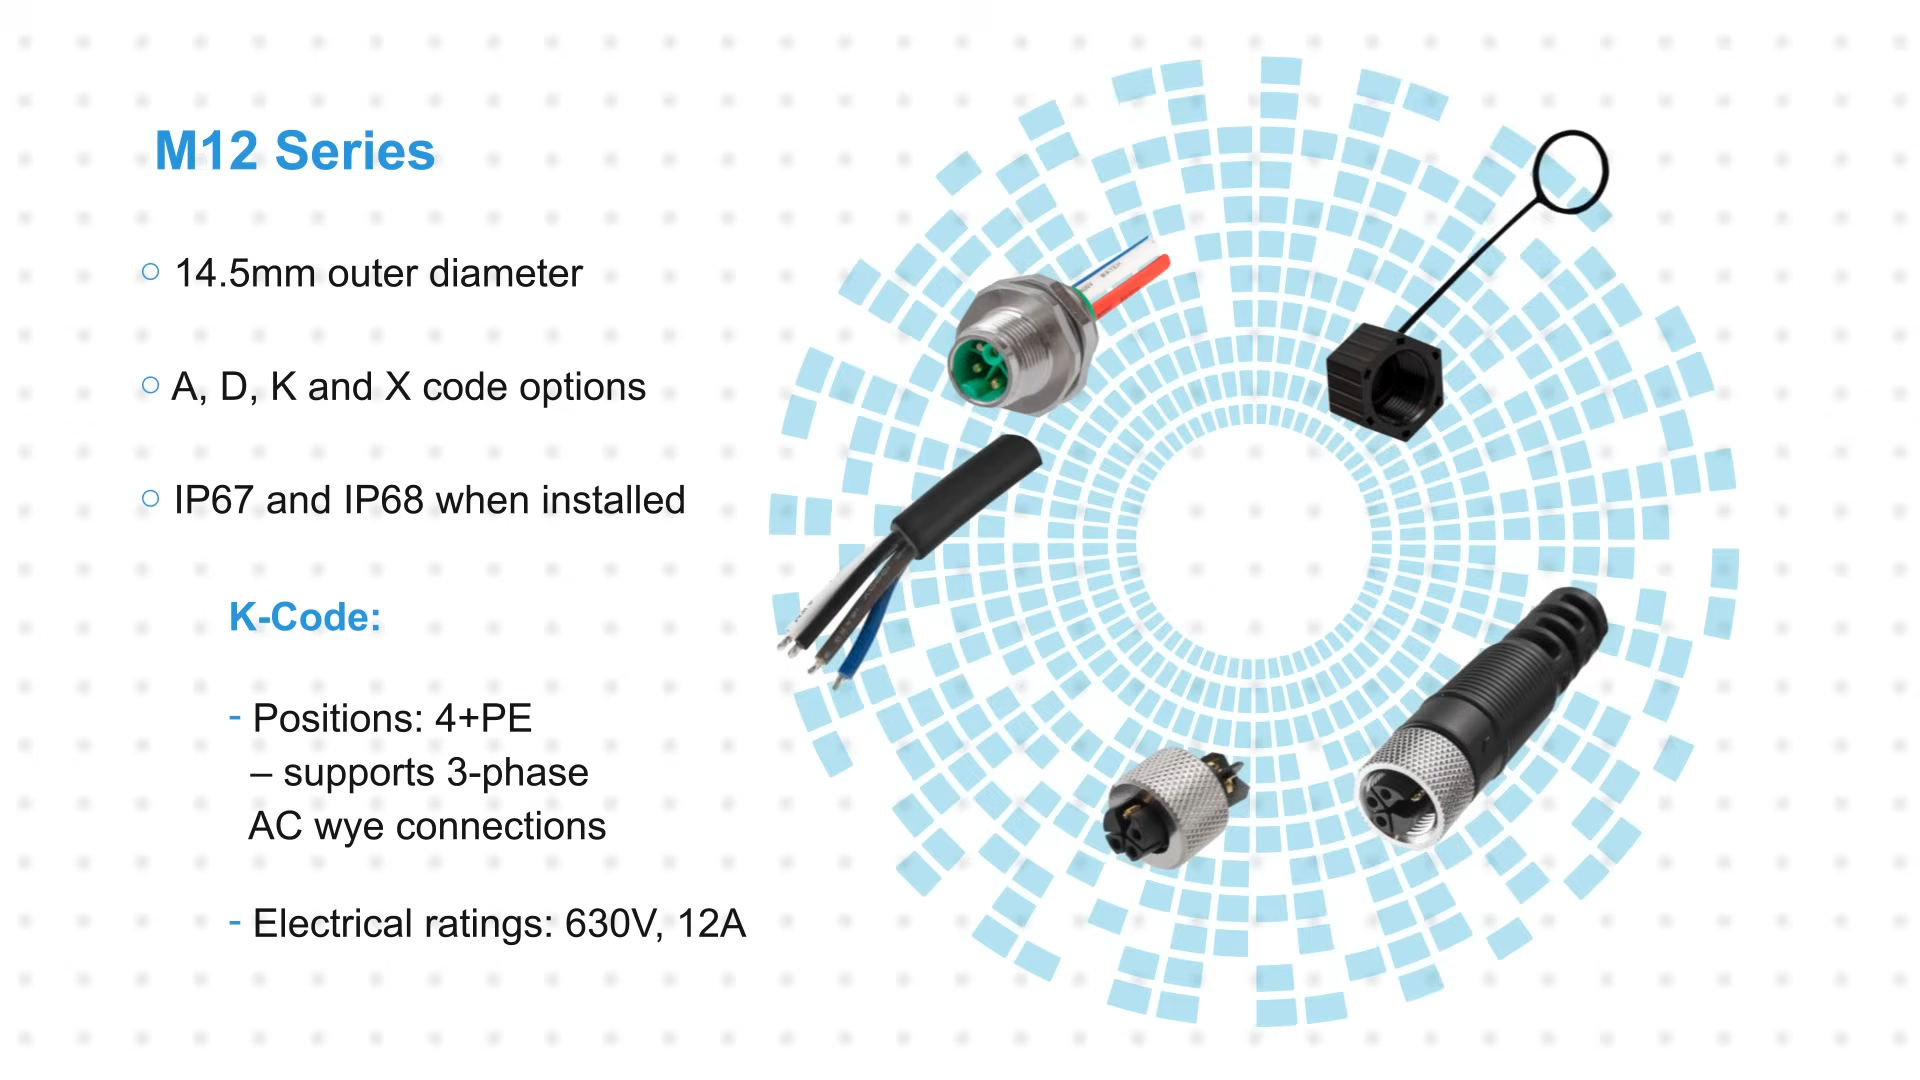 M12 Series
14.5mm outer diameter
A, D, K and X code options
IP67 and IP68 when installed
K-Code:
- Positions: 4+PE
– supports 3-phase
AC wye connections
- Electrical ratings: 630V, 12A